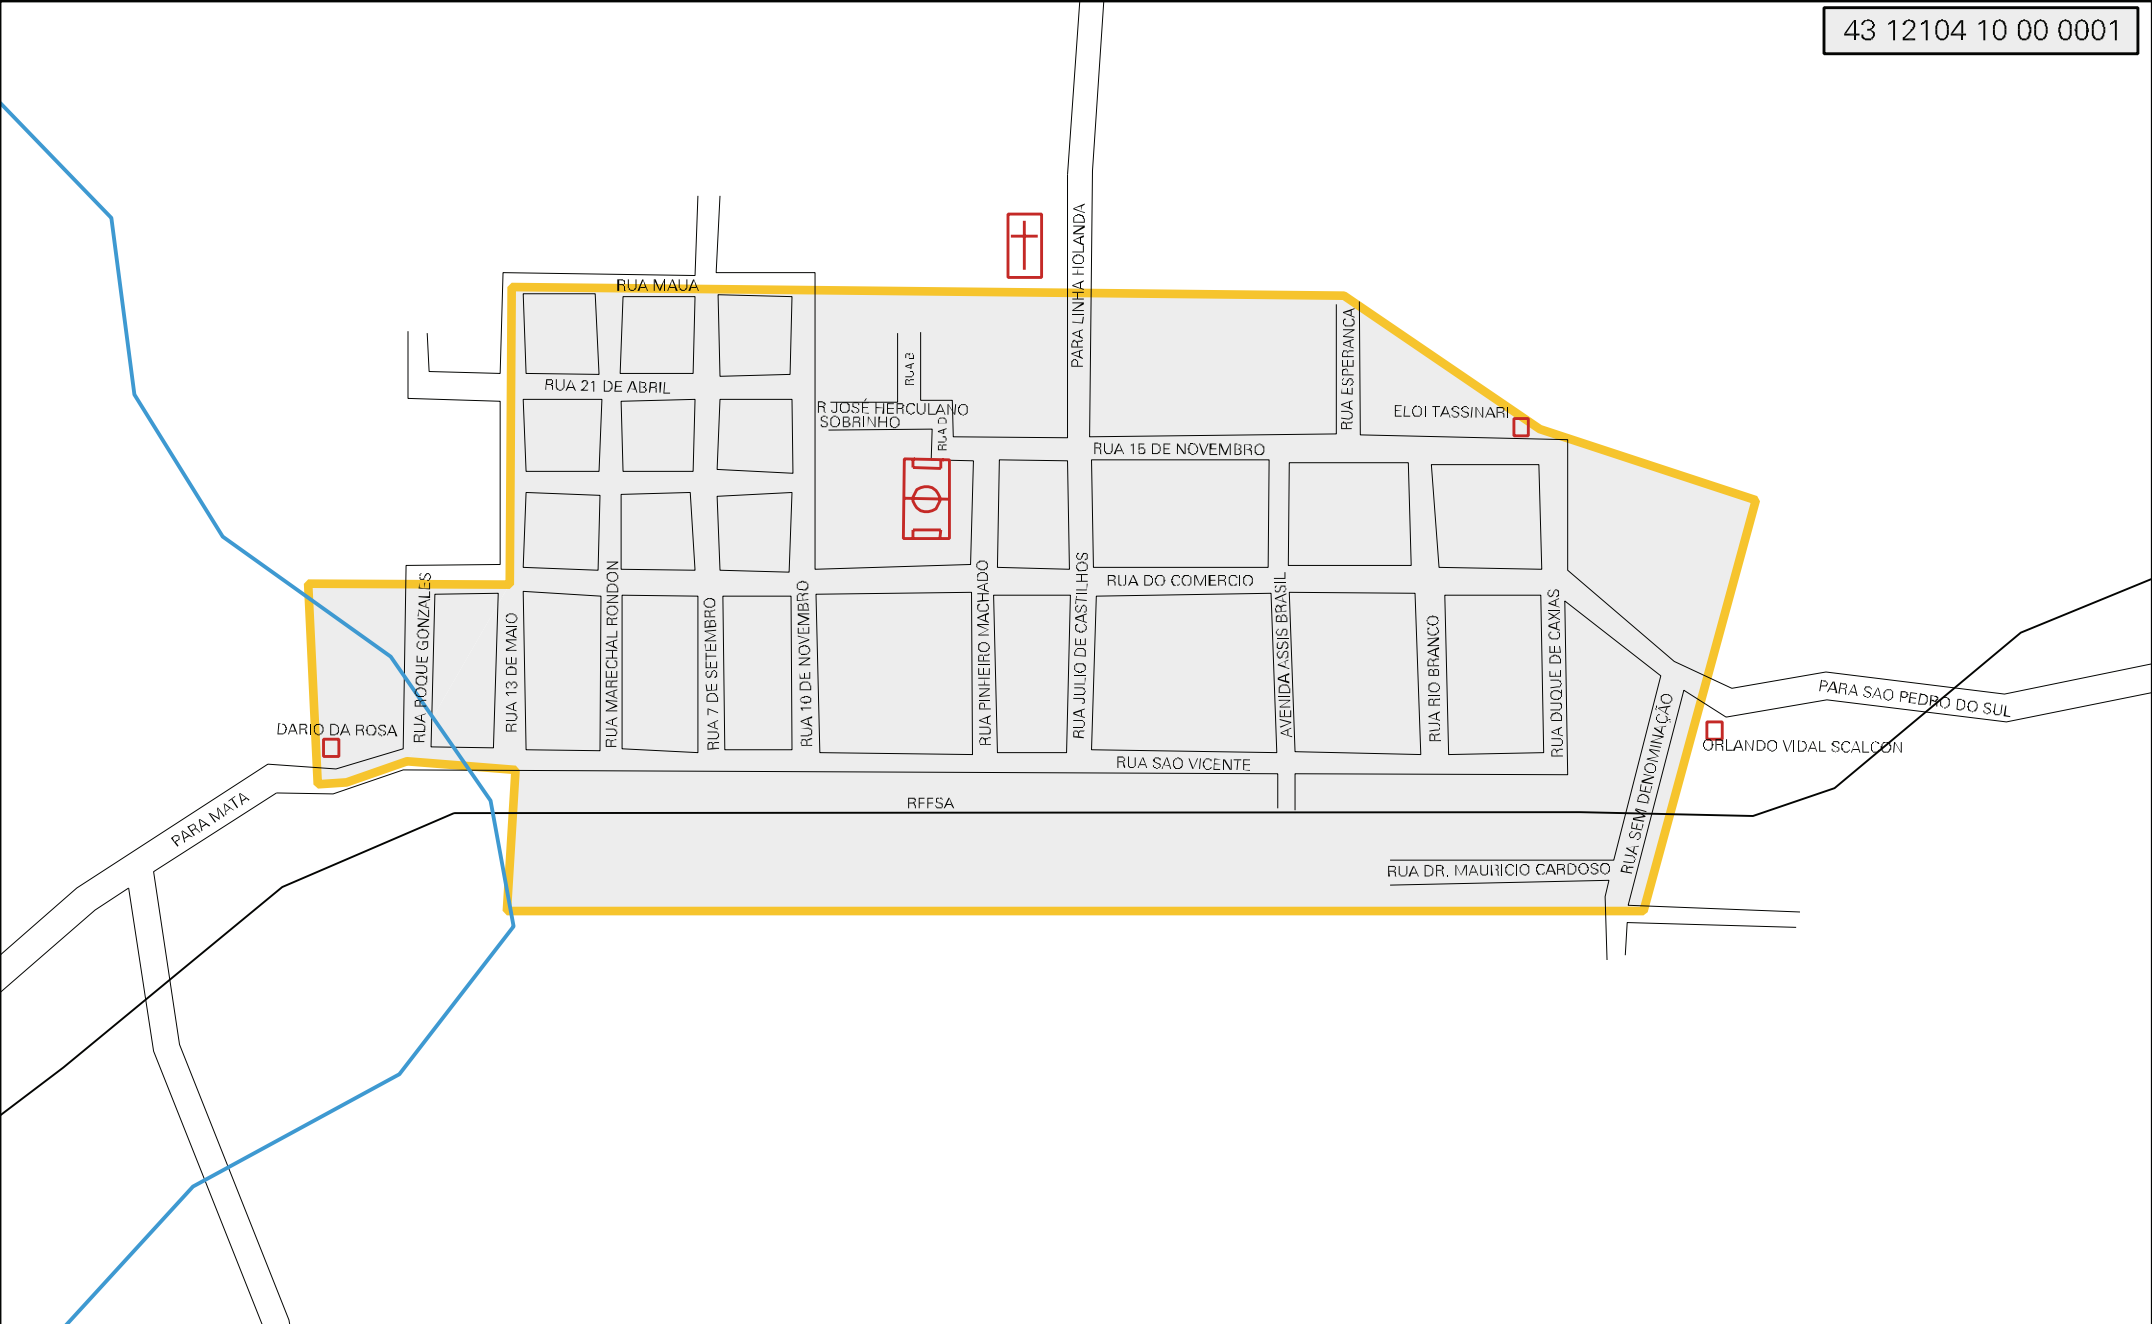 43 12104 10 00 0001
PARA LINHA HOLANDA
RUA MAUA
RUA ESPERANCA
RUA B
RUA 21 DE ABRIL
R JOSÉ HERCULANO
SOBRINHO
RUA D
ELOI TASSINARI
RUA 15 DE NOVEMBRO
RUA DO COMERCIO
RUA ROQUE GONZALES
RUA 13 DE MAIO
RUA MARECHAL RONDON
RUA 7 DE SETEMBRO
RUA 10 DE NOVEMBRO
RUA PINHEIRO MACHADO
RUA JULIO DE CASTILHOS
AVENIDA ASSIS BRASIL
RUA RIO BRANCO
RUA DUQUE DE CAXIAS
PARA SAO PEDRO DO SUL
DARIO DA ROSA
ORLANDO VIDAL SCALCON
RUA SAO VICENTE
RUA SEM DENOMINAÇÃO
PARA MATA
RFFSA
RUA DR. MAURICIO CARDOSO